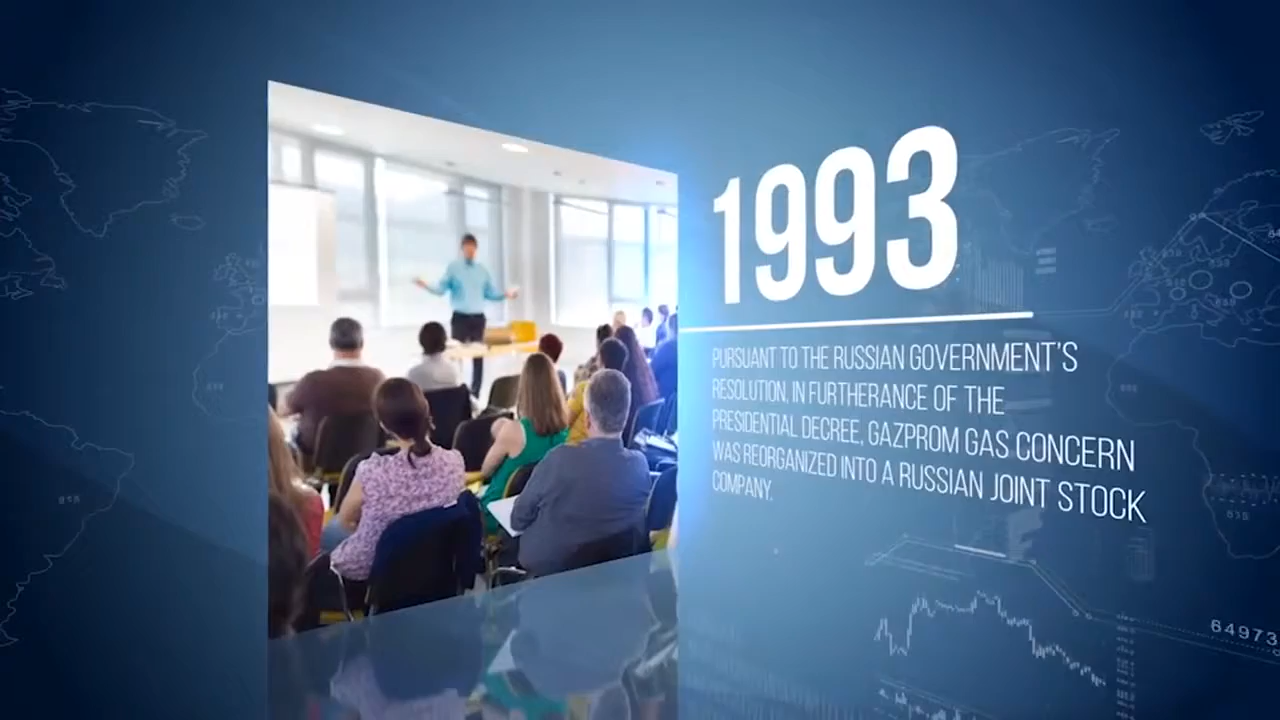 1993
PURSUANT TO THE RUSSIAN GOVERNMENT'S
RESOLUTION, IN FURTHERANCE OF THE
PRESIDENTIAL DECREE, GAZPROM GAS CONCERN
WAS REORGANIZED INTO A RUSSIAN JOINT STOCK
COMPANY.
64973